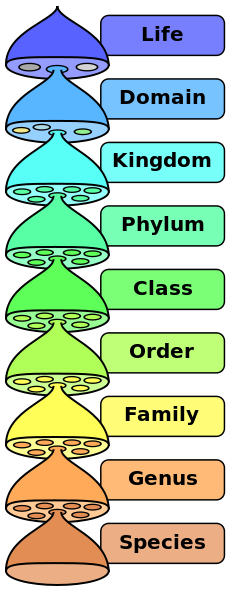 Life
Domain
Kingdom
Phylum
Class
Order
Family
Genus
Species